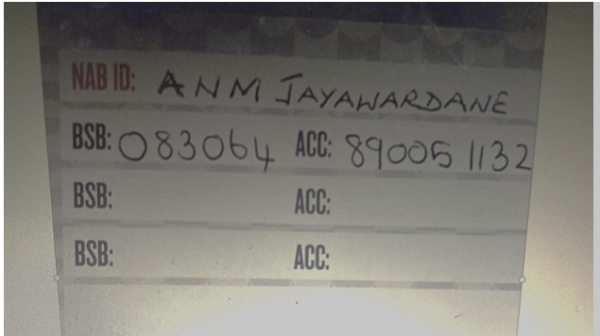 NAB ID: ANM JAYAWARDANE
BSB: 083064 ACC: 890051132
BSB: ACC:
BSB: ACC: